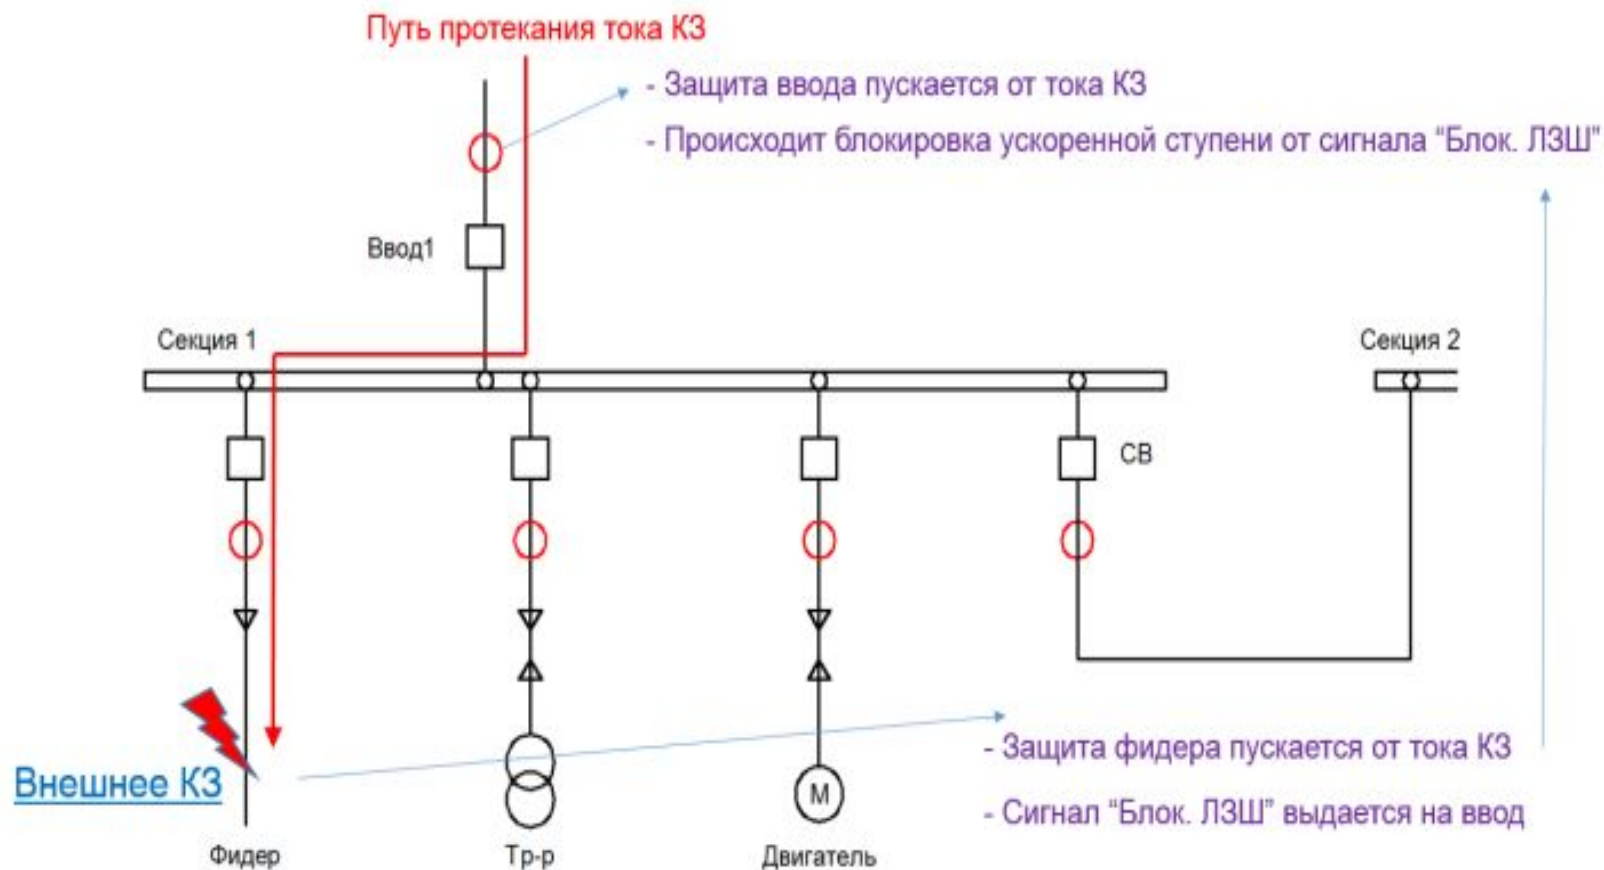 Путь протекания тока КЗ
- Защита ввода пускается от тока КЗ
- Происходит блокировка ускоренной ступени от сигнала “Блок. ЛЗШ”
Ввод1
Секция 1
Секция 2
СВ
- Защита фидера пускается от тока КЗ
Внешнее КЗ
М
- Сигнал “Блок. ЛЗШ” выдается на ввод
Фидер
Тр-р
Двигатель